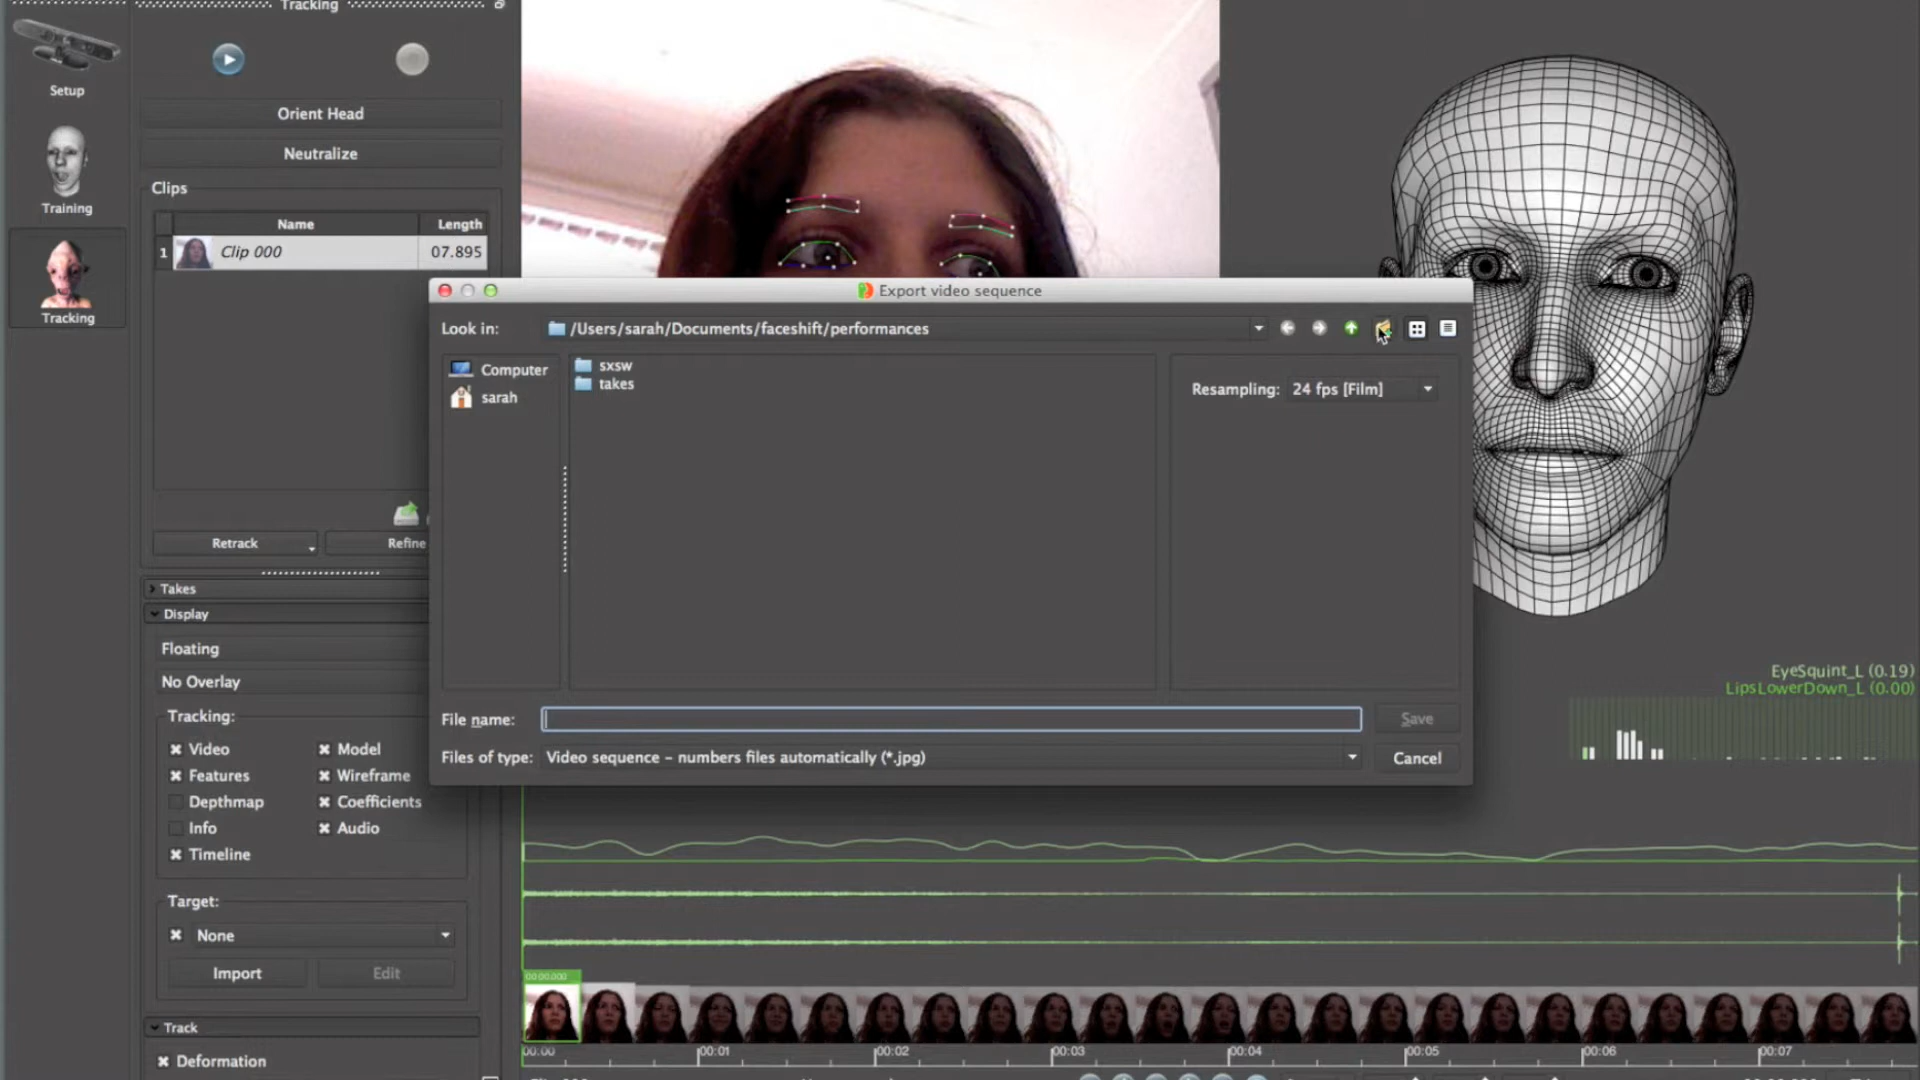 Tracking
Setup
Training
Tracking
Orient Head
Neutralize
Clips
Name Length
1 Clip 000 07.895
Retrack Refine
Takes
Display
Floating
No Overlay
Tracking:
Video Model
Features Wireframe
Depthmap Coefficients
Info Audio
Timeline
Target:
None
Import Edit
Track
Deformation
Export video sequence
Look in: /Users/sarah/Documents/faceshift/performances
Computer
sarah
sxsw
takes
Resampling: 24 fps [Film]
File name: Save
Files of type: Video sequence – numbers files automatically (*.jpg) Cancel
EyeSquint_L (0.19)
LipsLowerDown_L (0.00)
00:00.000
00:00 00:01 00:02 00:03 00:04 00:05 00:06 00:07